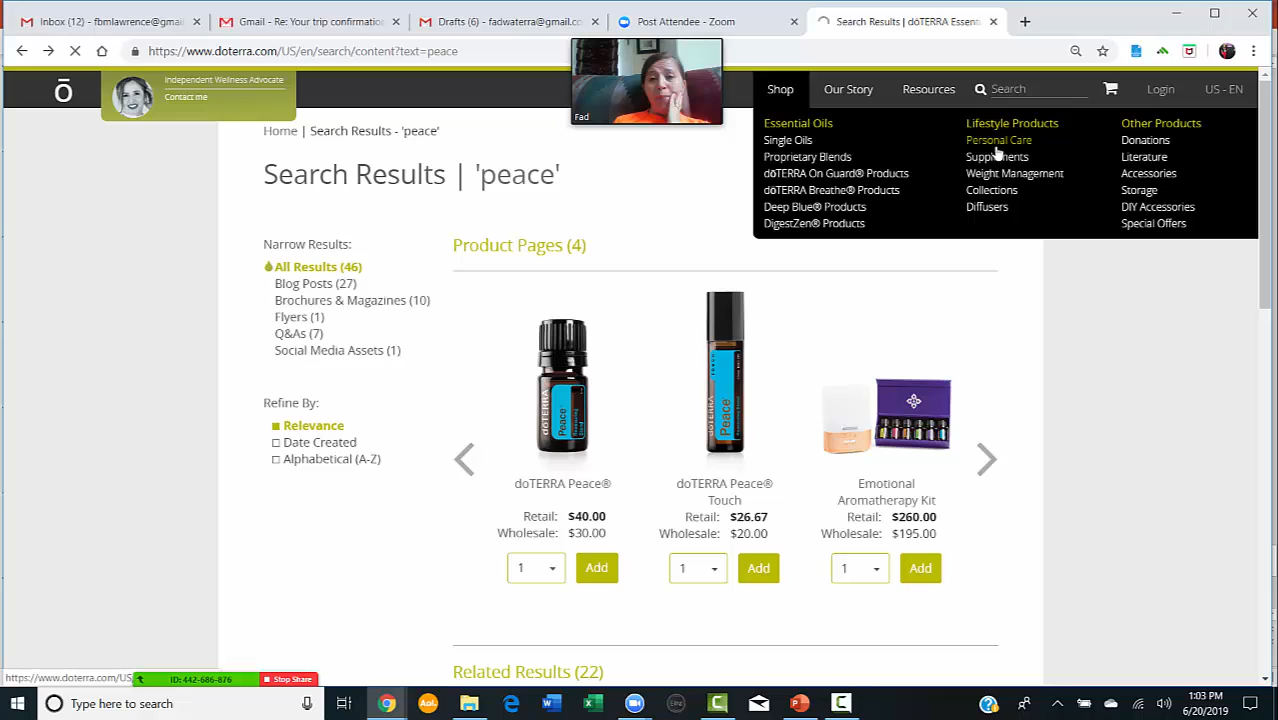 Inbox (12) - fbmlawrence@gmail
Gmail - Re: Your trip confirmation
Drafts (6) - fadwaterra@gmail.co
Post Attendee - Zoom
Search Results | dōTERRA Essent
https://www.doterra.com/US/en/search/content?text=peace
Independent Wellness Advocate
Contact me
Fad
ō
Shop
Our Story
Resources
Search
Login
US - EN
Essential Oils
Single Oils
Proprietary Blends
dōTERRA On Guard® Products
dōTERRA Breathe® Products
Deep Blue® Products
DigestZen® Products
Lifestyle Products
Personal Care
Supplements
Weight Management
Collections
Diffusers
Other Products
Donations
Literature
Accessories
Storage
DIY Accessories
Special Offers
Home | Search Results - 'peace'
Search Results | 'peace'
Narrow Results:
All Results (46)
Blog Posts (27)
Brochures & Magazines (10)
Flyers (1)
Q&As (7)
Social Media Assets (1)
Refine By:
Relevance
Date Created
Alphabetical (A-Z)
Product Pages (4)
dōTERRA
Peace
Peace
doTERRA Peace®
Retail: $40.00
Wholesale: $30.00
1
Add
doTERRA Peace®
Touch
Retail: $26.67
Wholesale: $20.00
1
Add
Emotional
Aromatherapy Kit
Retail: $260.00
Wholesale: $195.00
1
Add
Related Results (22)
https://www.doterra.com/US
ID: 442-686-876
Stop Share
Type here to search
1:03 PM
6/20/2019